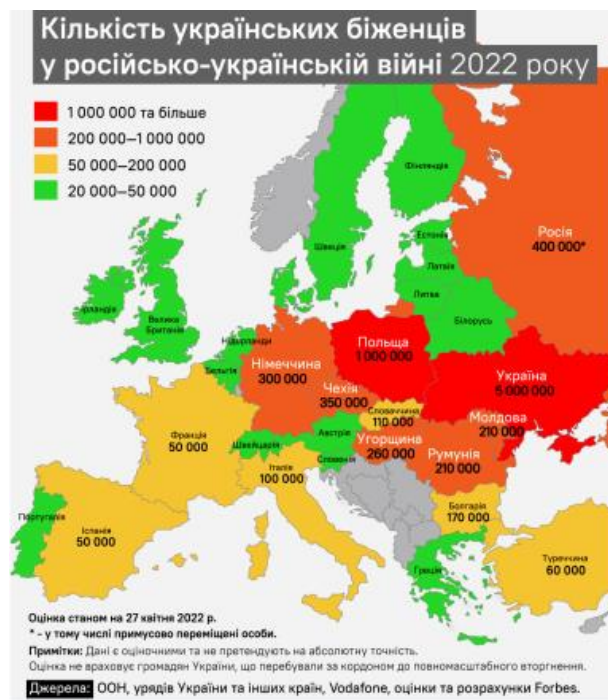 Кількість українських біженців
у російсько-українській війні 2022 року
1 000 000 та більше
200 000–1 000 000
50 000–200 000
20 000–50 000
Фінляндія
Росія
400 000*
Швеція
Естонія
Латвія
Литва
Білорусь
Ірландія
Велика
Британія
Нідерланди
Бельгія
Німеччина
300 000
Польща
1 000 000
Чехія
350 000
Україна
5 000 000
Словаччина
110 000
Молдова
210 000
Франція
50 000
Швейцарія
Австрія
Угорщина
260 000
Румунія
210 000
Словенія
Італія
100 000
Болгарія
170 000
Португалія
Іспанія
50 000
Греція
Туреччина
60 000
Оцінка станом на 27 квітня 2022 р.
* - у тому числі примусово переміщені особи.
Примітки: Дані є оціночними та не претендують на абсолютну точність.
Оцінка не враховує громадян України, що перебували за кордоном до повномасштабного вторгнення.
Джерела: ООН, урядів України та інших країн, Vodafone, оцінки та розрахунки Forbes.